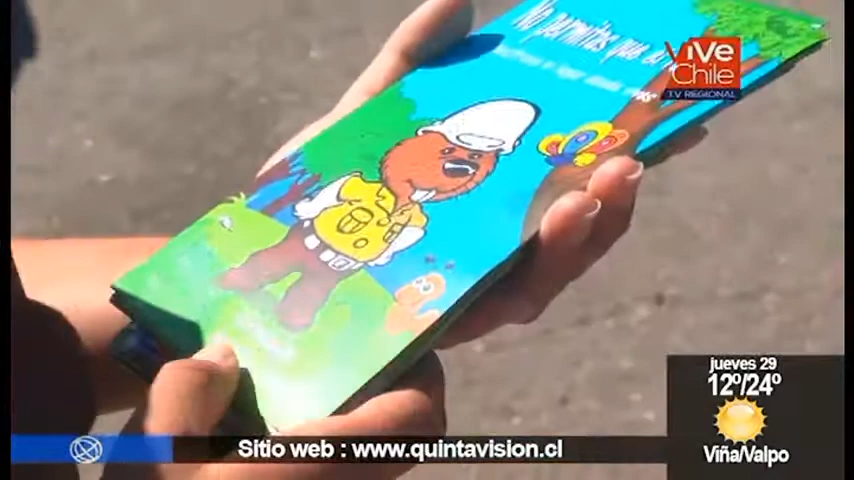 No permitas que
ViVe
Chile
TV REGIONAL
jueves 29
12º/24º
Viña/Valpo
Sitio web : www.quintavision.cl